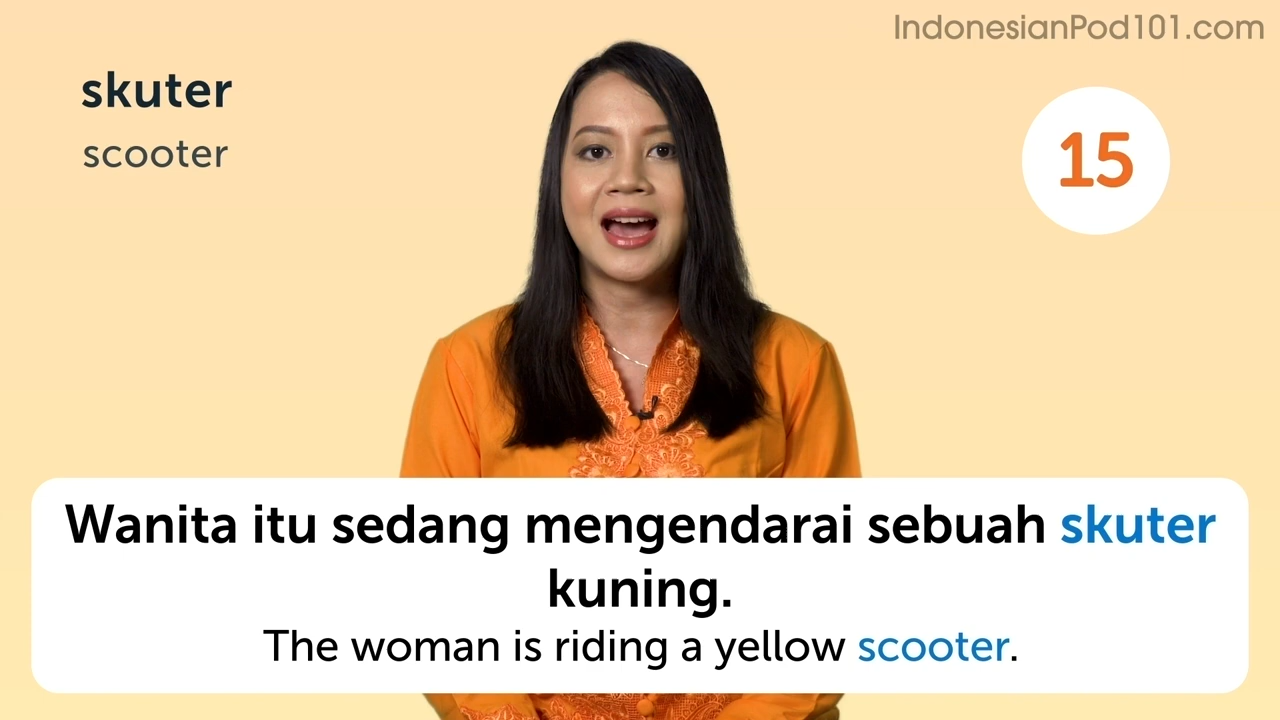 IndonesianPod101.com
skuter
scooter
15
Wanita itu sedang mengendarai sebuah skuter
kuning.
The woman is riding a yellow scooter.